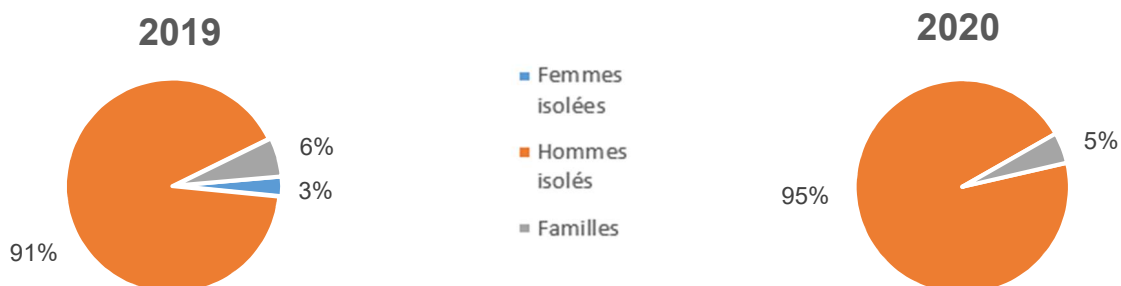 2019
6%
3%
91%
Femmes
isolées
Hommes
isolés
Familles
2020
5%
95%